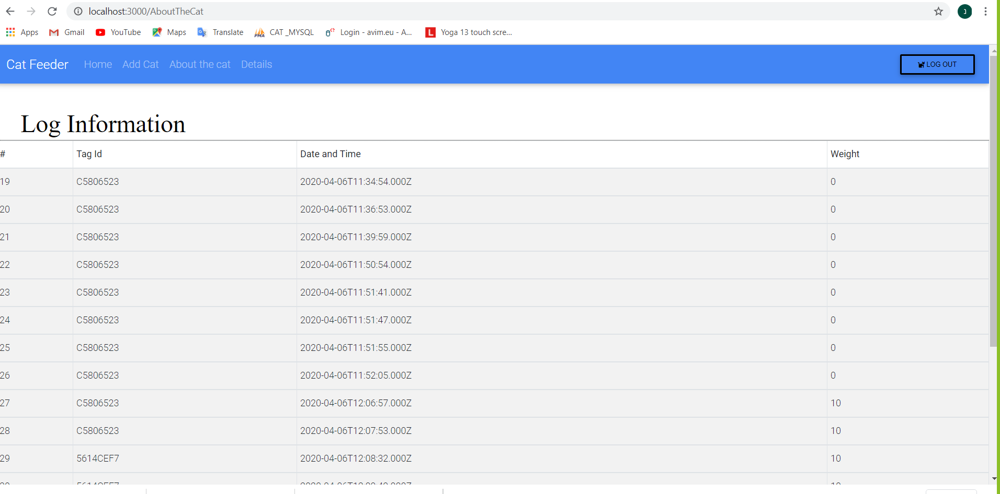 localhost:3000/AboutTheCat
נ
Apps Gmail YouTube Maps Translate CAT _MYSQL Login - avim.eu - A... Yoga 13 touch scre...
Cat Feeder Home Add Cat About the cat Details LOG OUT
Log Information
# Tag Id Date and Time Weight
19 C5806523 2020-04-06T11:34:54.000Z 0
20 C5806523 2020-04-06T11:36:53.000Z 0
21 C5806523 2020-04-06T11:39:59.000Z 0
22 C5806523 2020-04-06T11:50:54.000Z 0
23 C5806523 2020-04-06T11:51:41.000Z 0
24 C5806523 2020-04-06T11:51:47.000Z 0
25 C5806523 2020-04-06T11:51:55.000Z 0
26 C5806523 2020-04-06T11:52:05.000Z 0
27 C5806523 2020-04-06T12:06:57.000Z 10
28 C5806523 2020-04-06T12:07:53.000Z 10
29 5614CEF7 2020-04-06T12:08:32.000Z 10